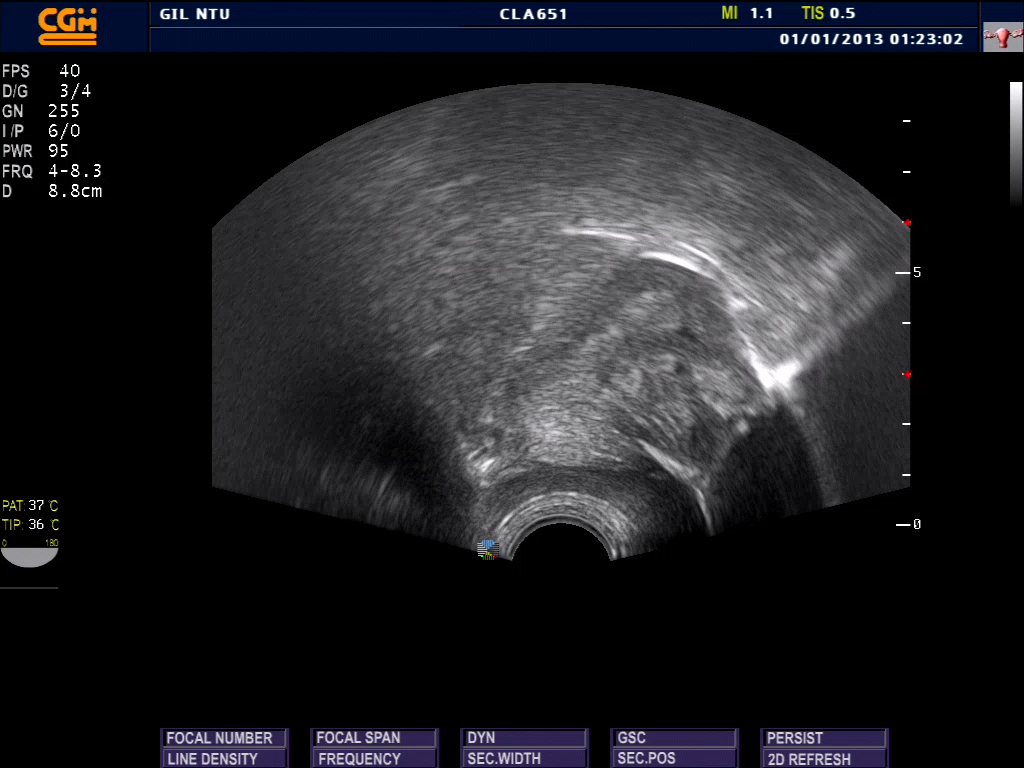 CGM
GIL NTU CLA651 MI 1.1 TIS 0.5
01/01/2013 01:23:02
FPS 40
D/G 3/4
GN 255
I/P 6/0
PWR 95
FRQ 4-8.3
D 8.8cm
5
PAT: 37 °C
TIP: 36 °C
0 180
0
FOCAL NUMBER FOCAL SPAN DYN GSC PERSIST
LINE DENSITY FREQUENCY SEC.WIDTH SEC.POS 2D REFRESH